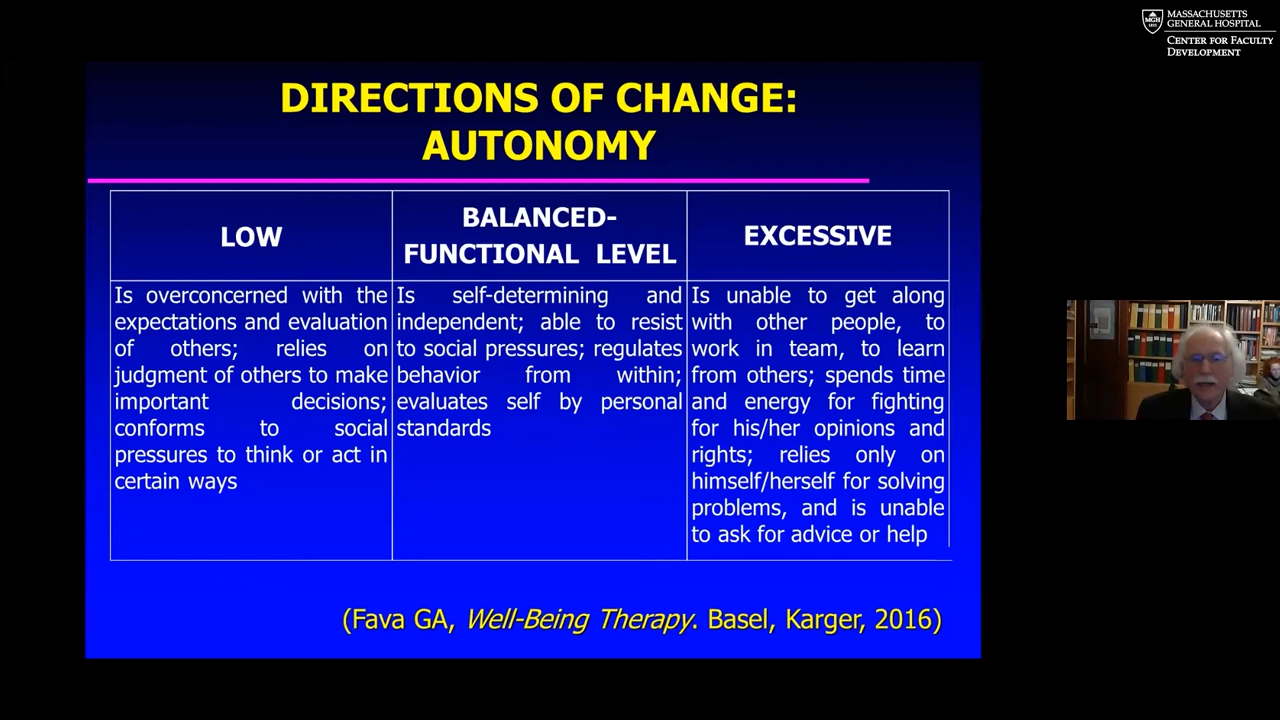 MASSACHUSETTS
GENERAL HOSPITAL
CENTER FOR FACULTY
DEVELOPMENT
MGH
1811
DIRECTIONS OF CHANGE:
AUTONOMY
LOW
BALANCED-
FUNCTIONAL LEVEL
EXCESSIVE
Is overconcerned with the
expectations and evaluation
of others; relies on
judgment of others to make
important decisions;
conforms to social
pressures to think or act in
certain ways
Is self-determining and
independent; able to resist
to social pressures; regulates
behavior from within;
evaluates self by personal
standards
Is unable to get along
with other people, to
work in team, to learn
from others; spends time
and energy for fighting
for his/her opinions and
rights; relies only on
himself/herself for solving
problems, and is unable
to ask for advice or help
(Fava GA, Well-Being Therapy. Basel, Karger, 2016)